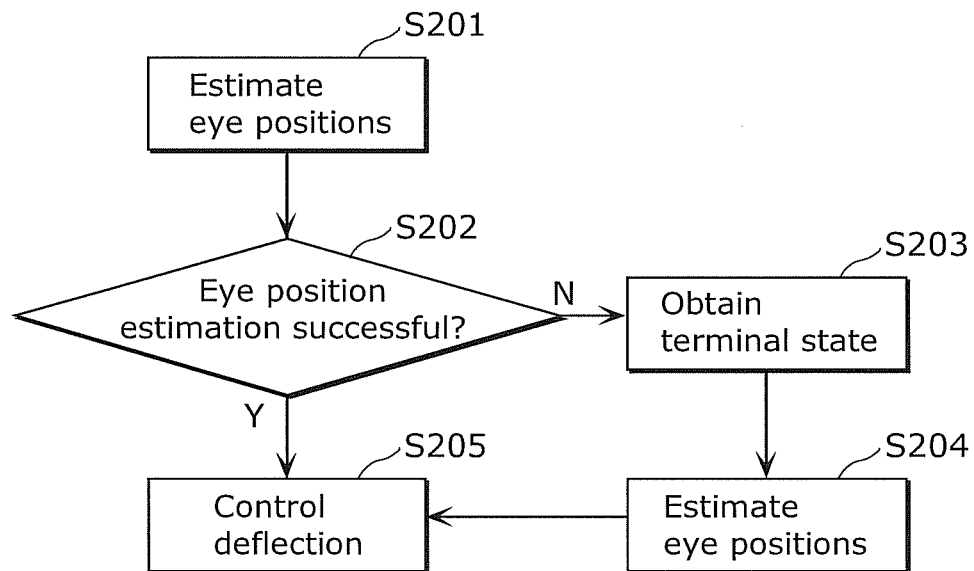 S201
Estimate
eye positions
S202
Eye position
estimation successful?
N
S203
Obtain
terminal state
Y
S205
Control
deflection
S204
Estimate
eye positions